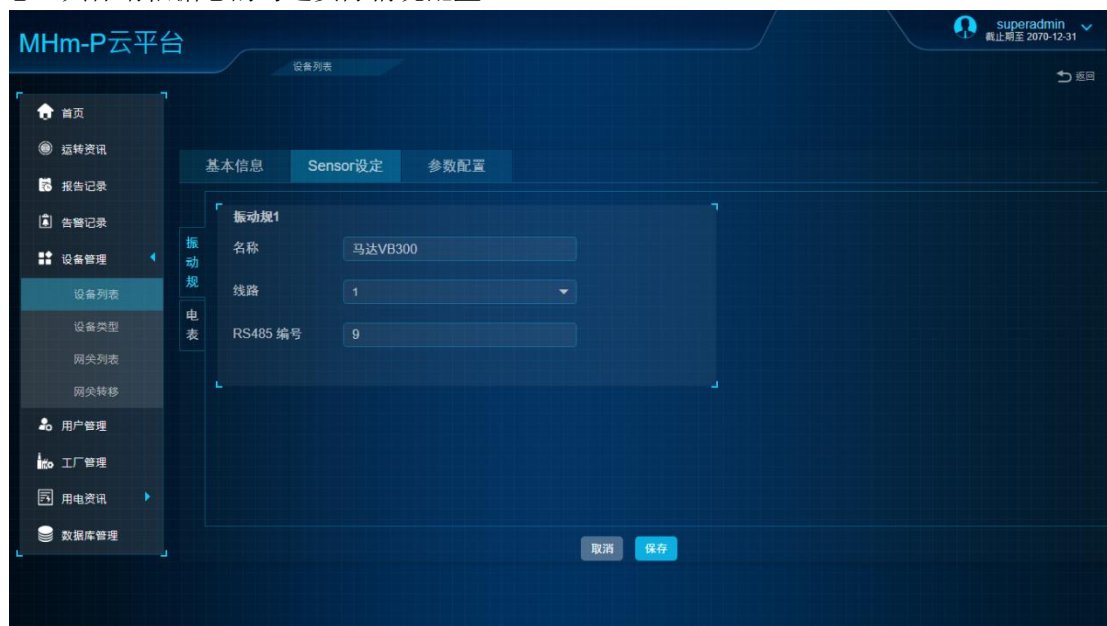 MHm-P云平台
superadmin
截止期至 2070-12-31
设备列表
返回
首页
运转资讯
报告记录
告警记录
设备管理
设备列表
设备类型
网关列表
网关转移
用户管理
工厂管理
用电资讯
数据库管理
基本信息 Sensor设定 参数配置
振动规
电表
振动规1
名称 马达VB300
线路 1
RS485 编号 9
取消 保存